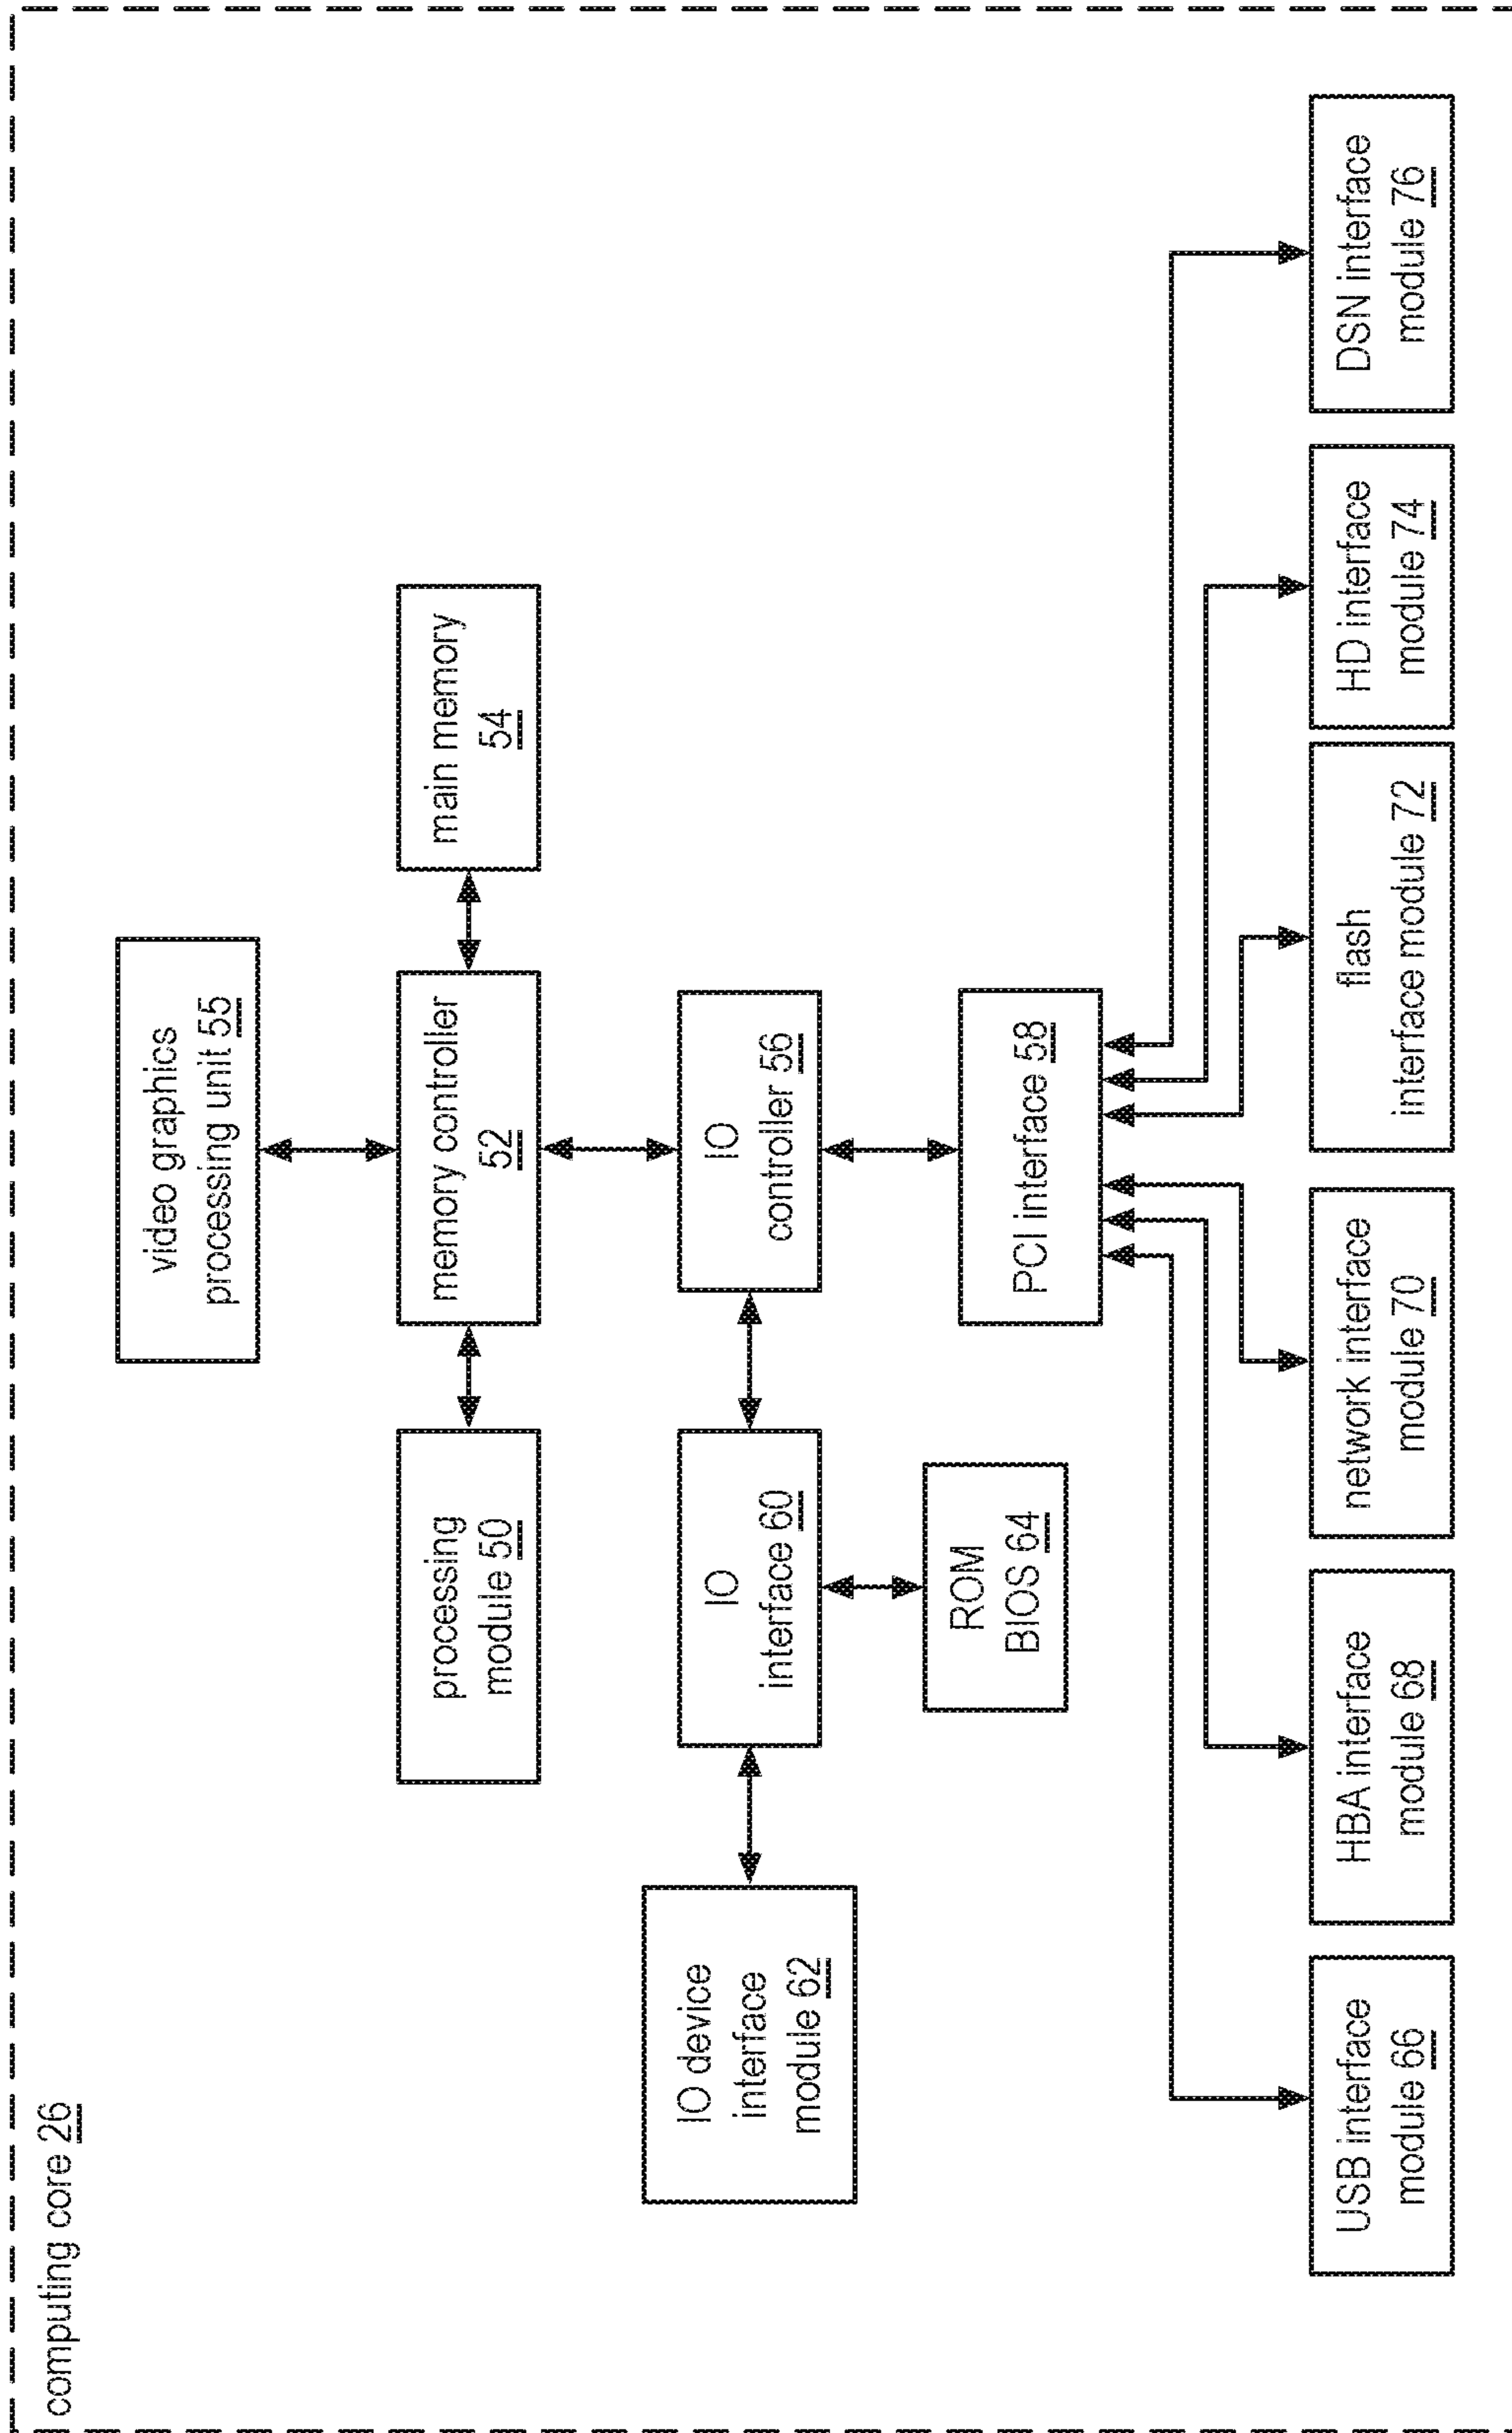 computing core 26
video graphics
processing unit 55
processing
module 50
memory controller
52
main memory
54
IO device
interface
module 62
IO
interface 60
IO
controller 56
ROM
BIOS 64
PCI interface 58
USB interface
module 66
HBA interface
module 68
network interface
module 70
flash
interface module 72
HD interface
module 74
DSN interface
module 76